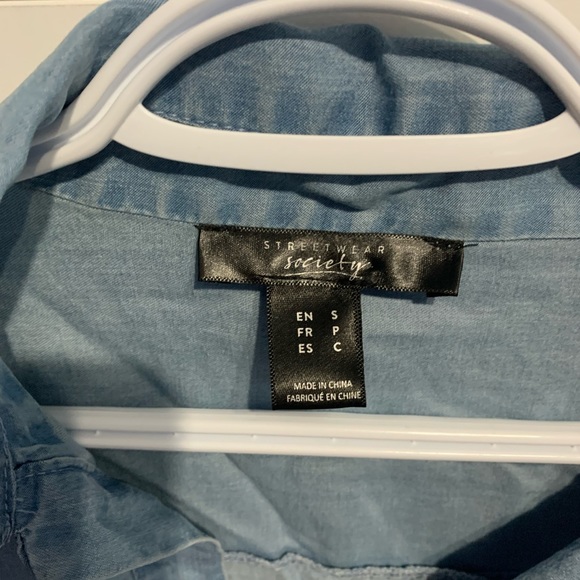 STREETWEAR
society
EN S
FR P
ES C
MADE IN CHINA
FABRIQUÉ EN CHINE